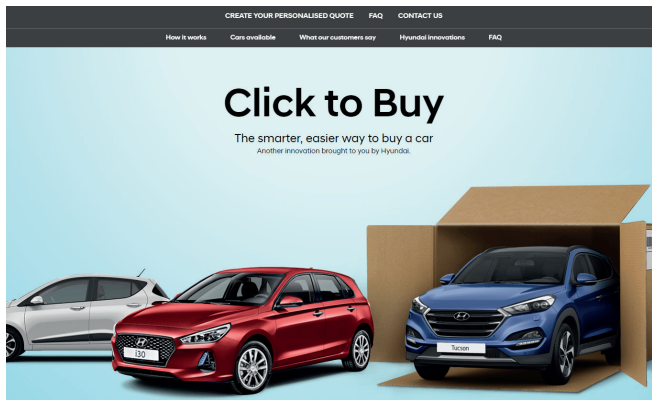 CREATE YOUR PERSONALISED QUOTE FAQ CONTACT US
How it works Cars available What our customers say Hyundai innovations FAQ
Click to Buy
The smarter, easier way to buy a car
Another innovation brought to you by Hyundai.
i30
Tucson